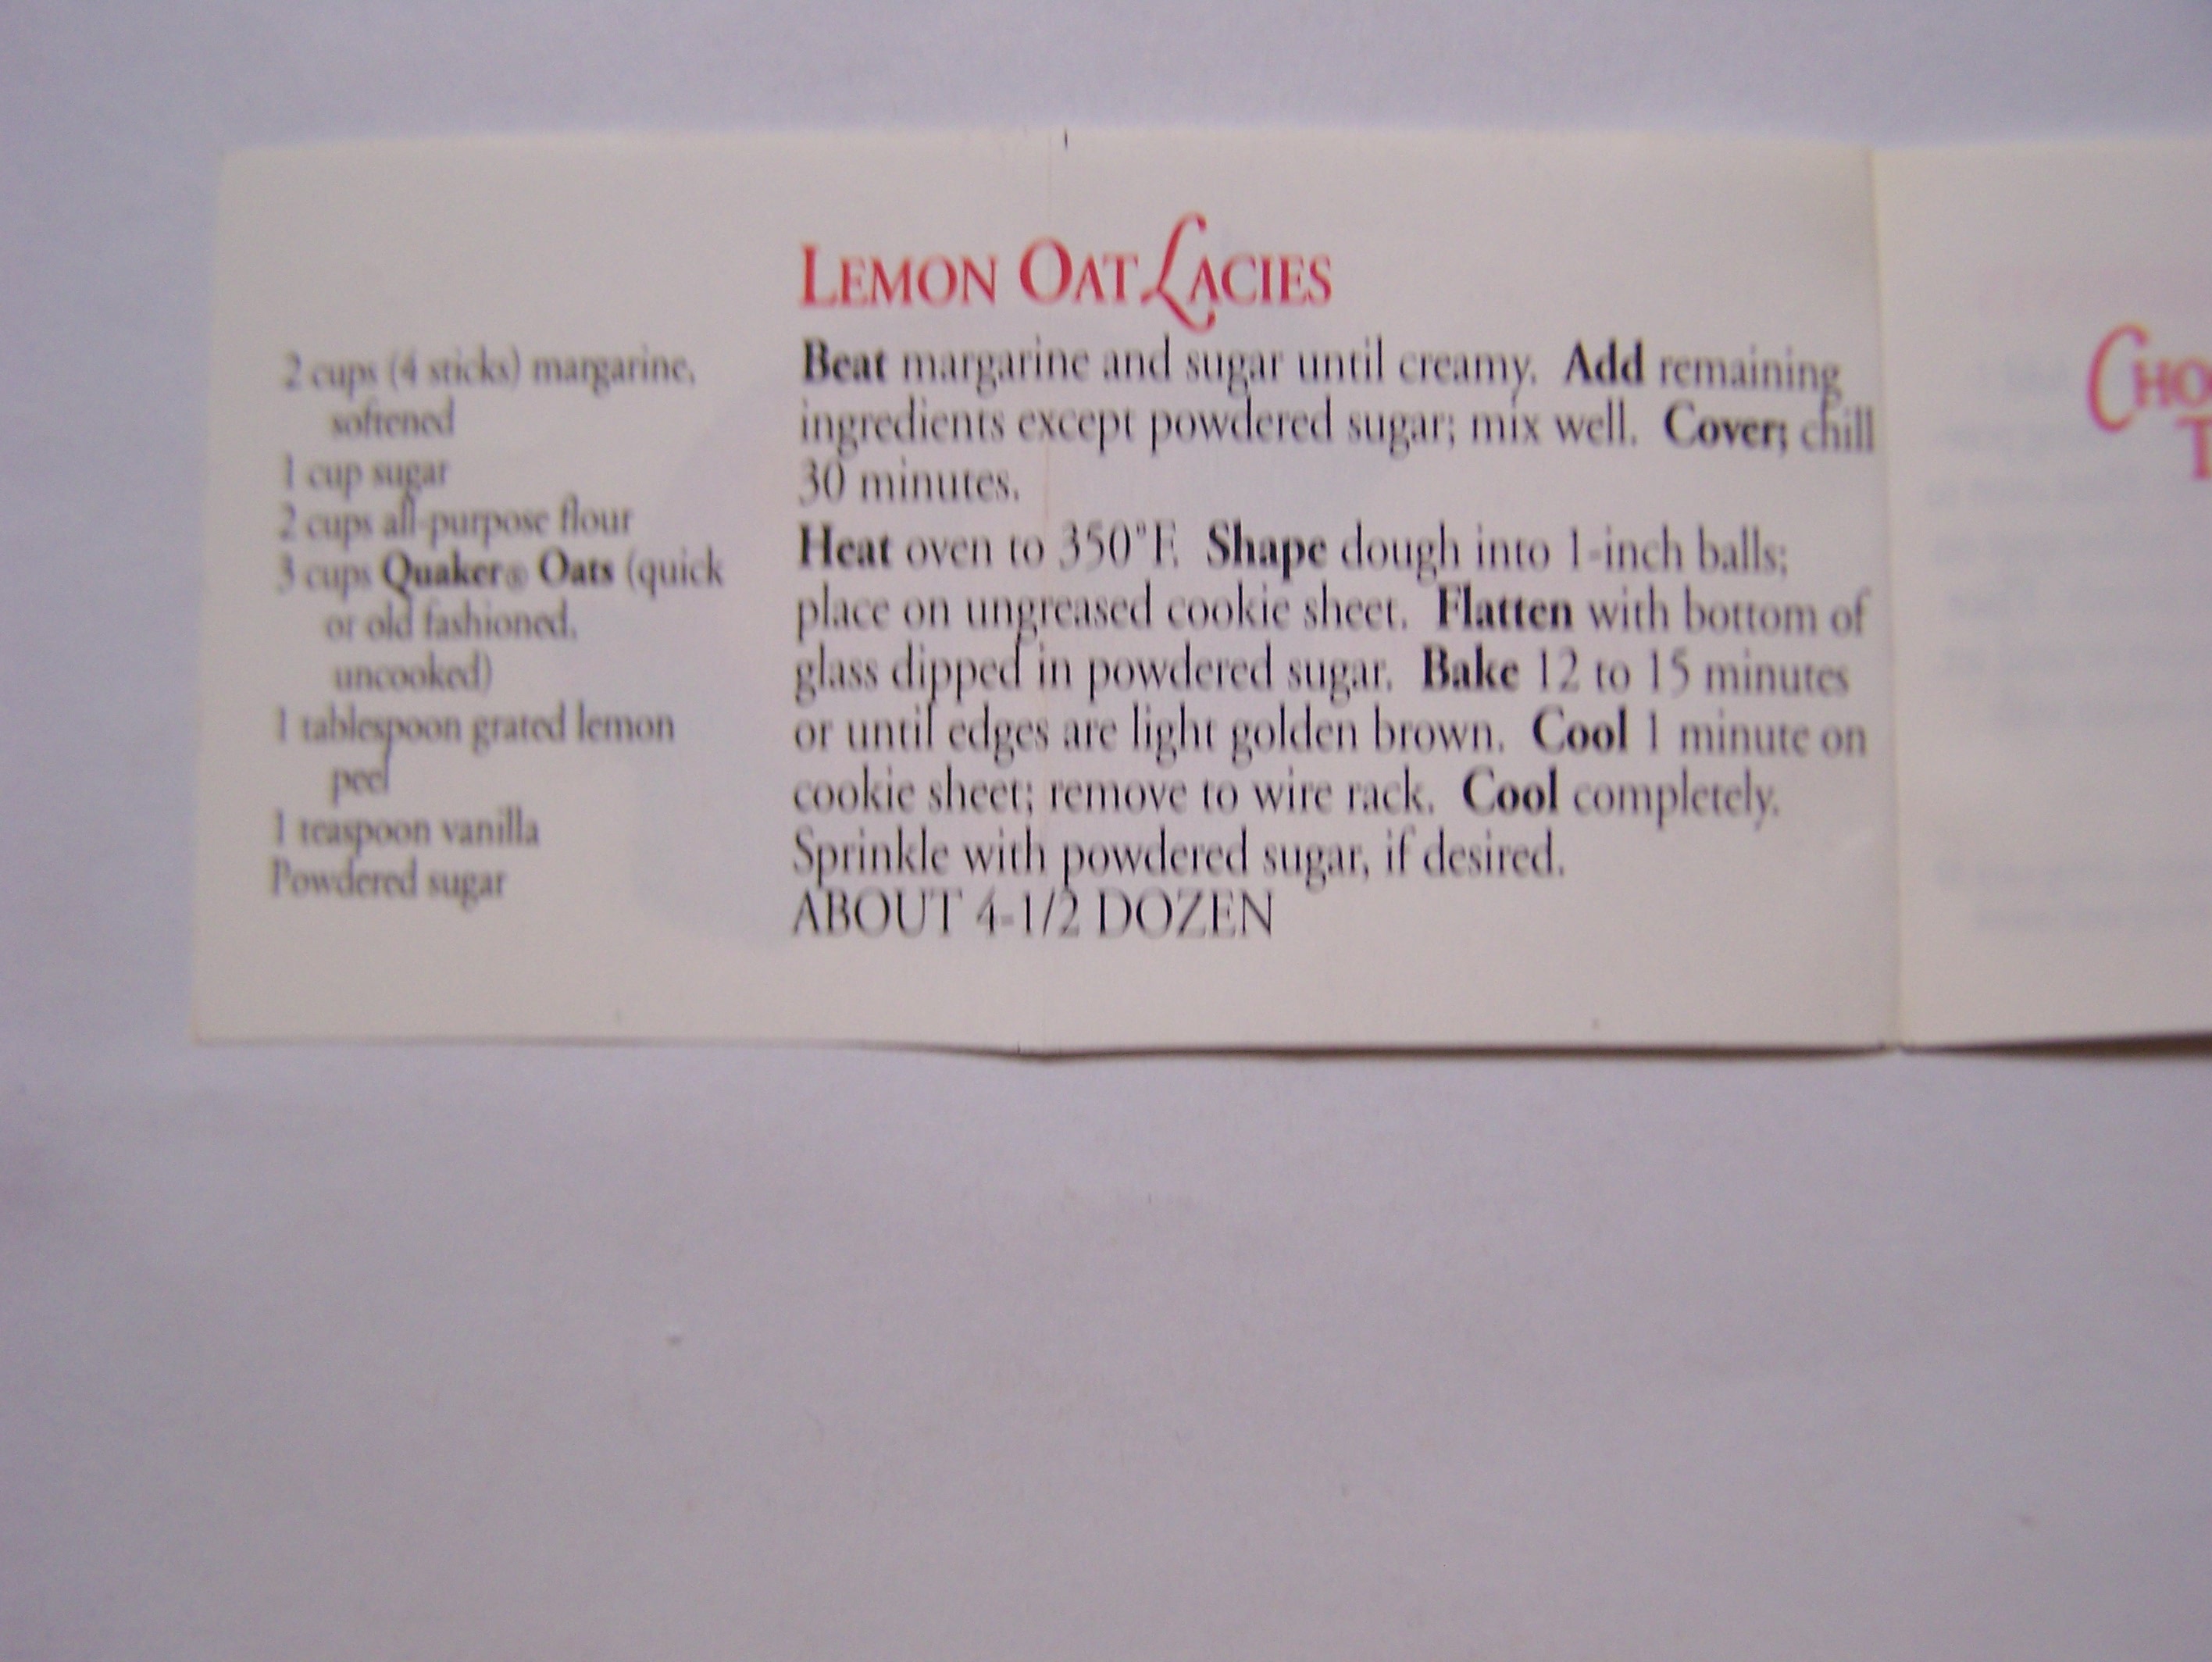 LEMON OAT LACIES
2 cups (4 sticks) margarine,
softened
1 cup sugar
2 cups all-purpose flour
3 cups Quaker® Oats (quick
or old fashioned,
uncooked)
1 tablespoon grated lemon
peel
1 teaspoon vanilla
Powdered sugar
Beat margarine and sugar until creamy. Add remaining
ingredients except powdered sugar; mix well. Cover; chill
30 minutes.
Heat oven to 350°F. Shape dough into 1-inch balls;
place on ungreased cookie sheet. Flatten with bottom of
glass dipped in powdered sugar. Bake 12 to 15 minutes
or until edges are light golden brown. Cool 1 minute on
cookie sheet; remove to wire rack. Cool completely.
Sprinkle with powdered sugar, if desired.
ABOUT 4-1/2 DOZEN
CHO
T